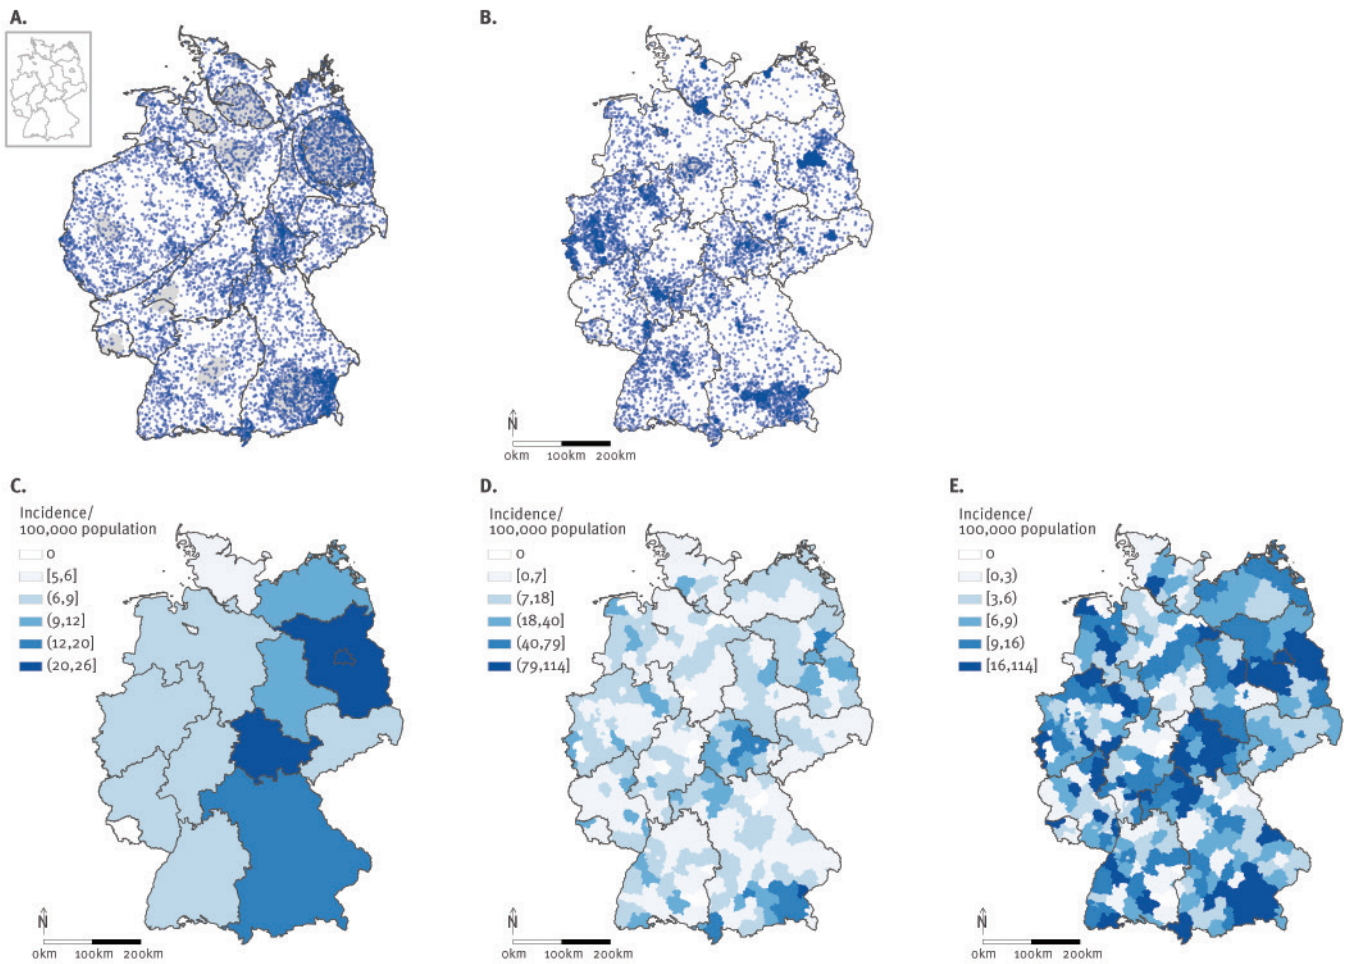 A.
B.
N
0km
100km
200km
C.
Incidence/
100,000 population
0
[5,6]
(6,9]
(9,12]
(12,20]
(20,26]
N
0km
100km
200km
D.
Incidence/
100,000 population
0
[0,7]
(7,18]
(18,40]
(40,79]
(79,114]
N
0km
100km
200km
E.
Incidence/
100,000 population
0
[0,3)
[3,6)
[6,9)
[9,16)
[16,114]
N
0km
100km
200km